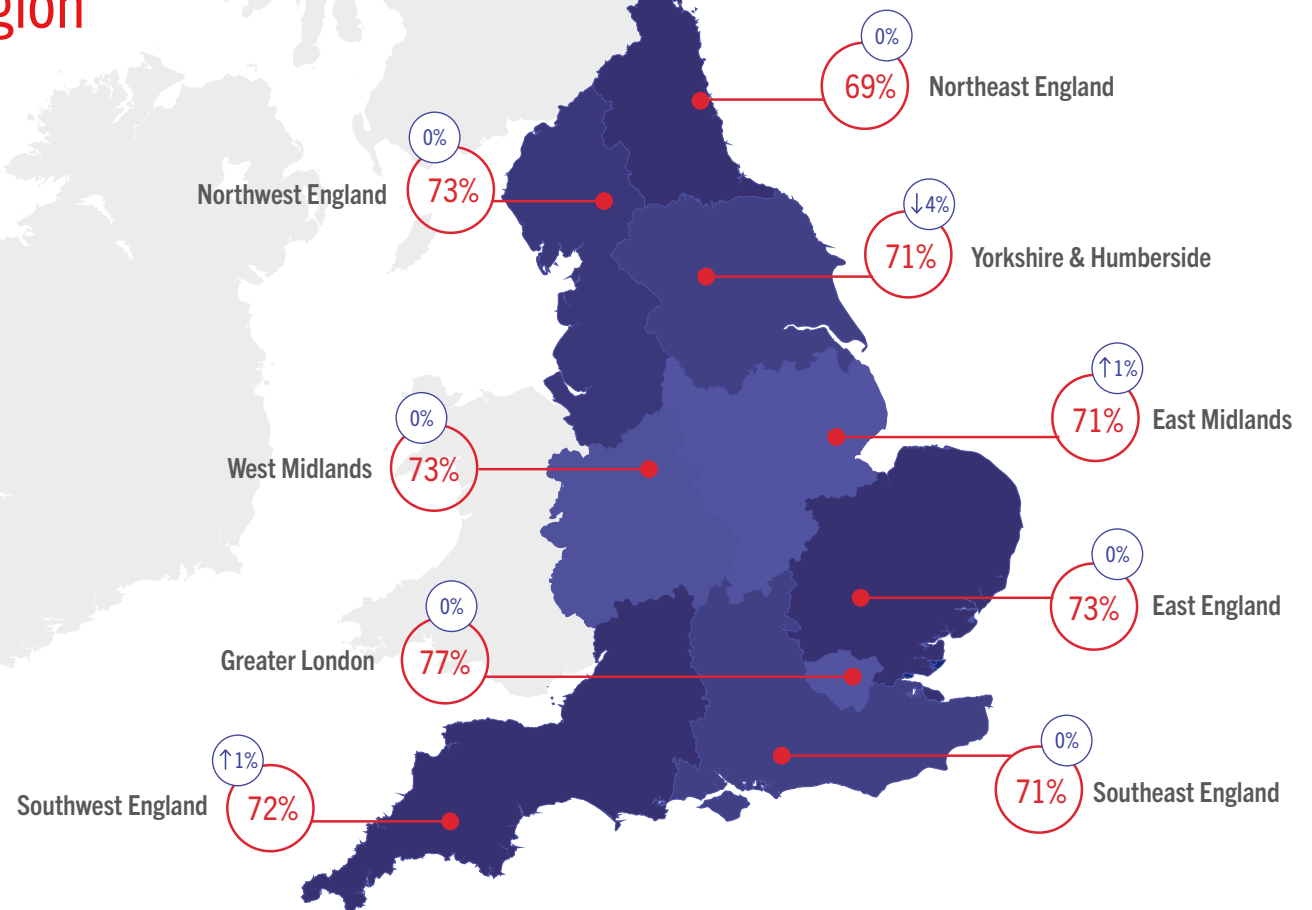 0%
69%
Northeast England
0%
73%
Northwest England
↓4%
71%
Yorkshire & Humberside
↑1%
71%
East Midlands
0%
73%
West Midlands
0%
73%
East England
0%
77%
Greater London
↑1%
72%
Southwest England
0%
71%
Southeast England